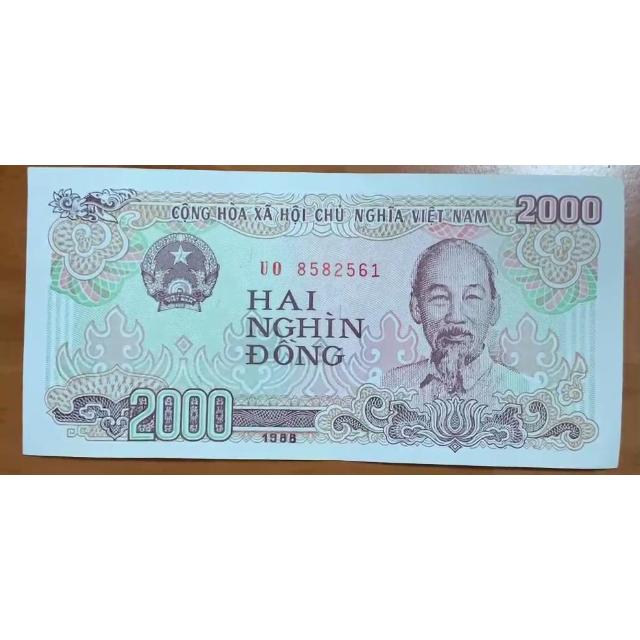 CỘNG HÒA XÃ HỘI CHỦ NGHĨA VIỆT NAM
2000
UO 8582561
HAI
NGHÌN
ĐỒNG
2000
1988